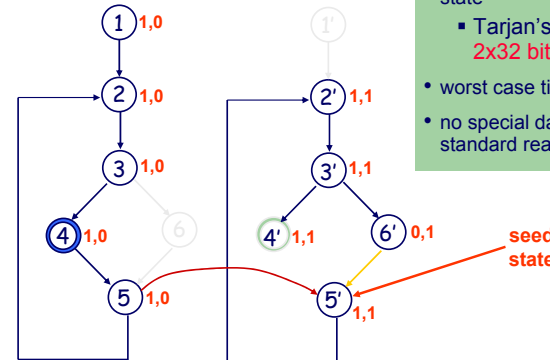 state
▪ Tarjan's
2x32 bit
• worst case ti
• no special da
standard rea
1 1,0
1'
2 1,0
2' 1,1
3 1,0
3' 1,1
4 1,0
6
4' 1,1
6' 0,1
seed
state
5 1,0
5' 1,1